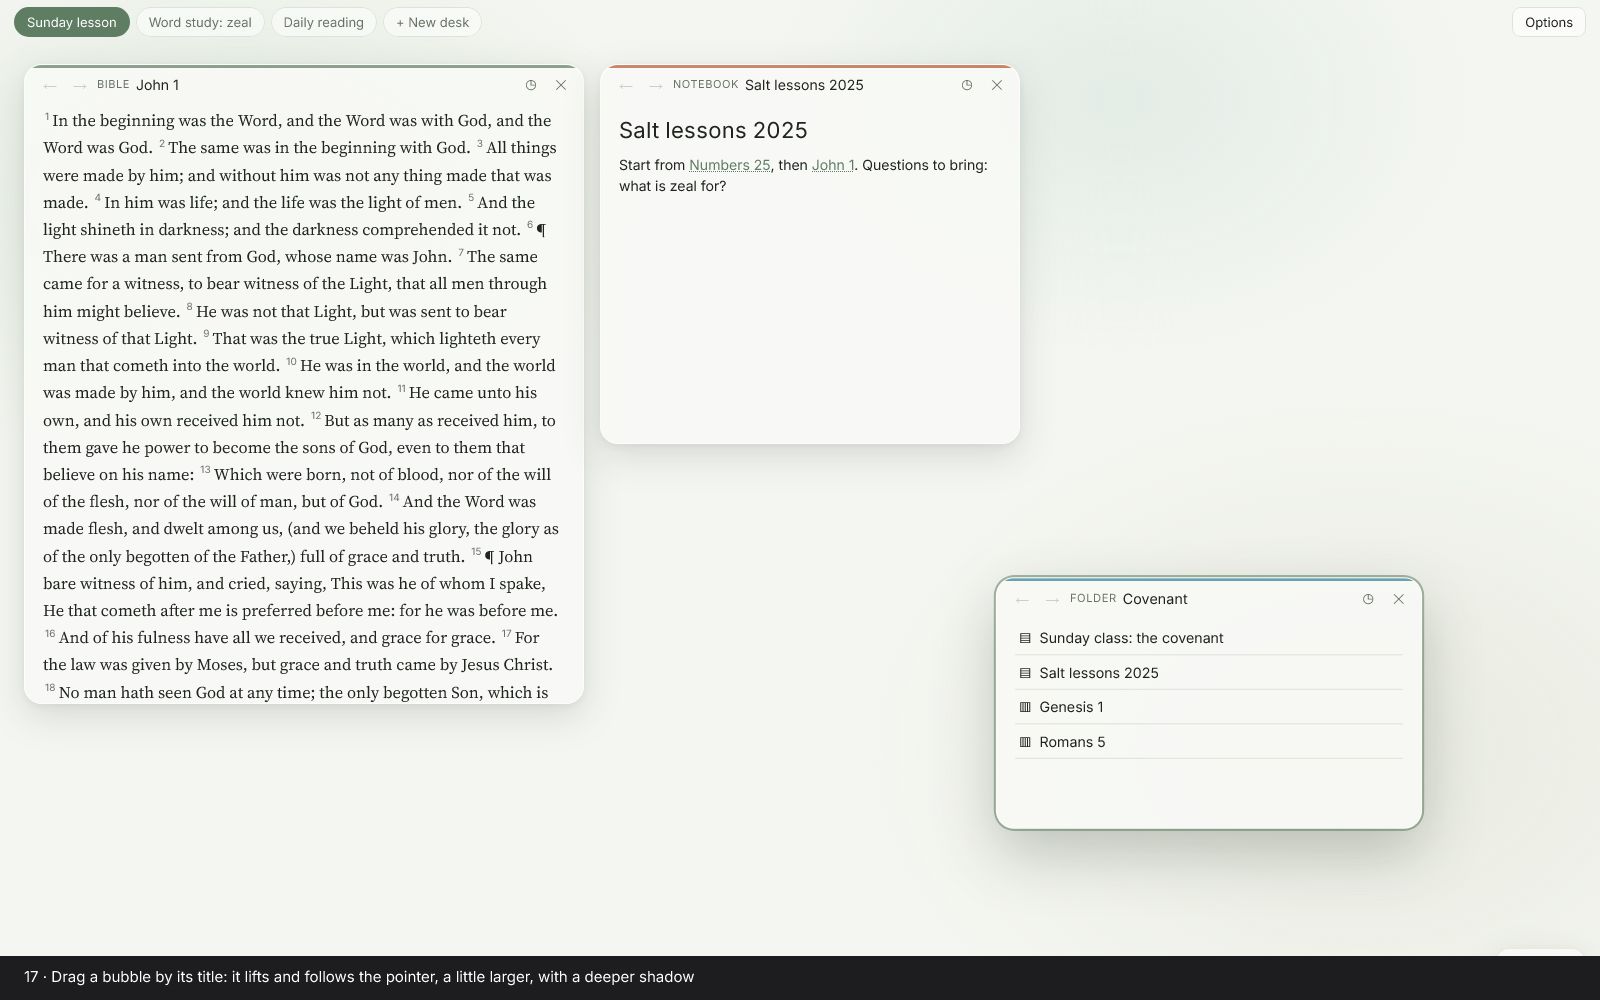 Sunday lesson
Word study: zeal
Daily reading
+ New desk
Options
← → BIBLE John 1
1 In the beginning was the Word, and the Word was with God, and the
Word was God. 2 The same was in the beginning with God. 3 All things
were made by him; and without him was not any thing made that was
made. 4 In him was life; and the life was the light of men. 5 And the
light shineth in darkness; and the darkness comprehended it not. 6 ¶
There was a man sent from God, whose name was John. 7 The same
came for a witness, to bear witness of the Light, that all men through
him might believe. 8 He was not that Light, but was sent to bear
witness of that Light. 9 That was the true Light, which lighteth every
man that cometh into the world. 10 He was in the world, and the world
was made by him, and the world knew him not. 11 He came unto his
own, and his own received him not. 12 But as many as received him, to
them gave he power to become the sons of God, even to them that
believe on his name: 13 Which were born, not of blood, nor of the will
of the flesh, nor of the will of man, but of God. 14 And the Word was
made flesh, and dwelt among us, (and we beheld his glory, the glory as
of the only begotten of the Father,) full of grace and truth. 15 ¶ John
bare witness of him, and cried, saying, This was he of whom I spake,
He that cometh after me is preferred before me: for he was before me.
16 And of his fulness have all we received, and grace for grace. 17 For
the law was given by Moses, but grace and truth came by Jesus Christ.
18 No man hath seen God at any time; the only begotten Son, which is
← → NOTEBOOK Salt lessons 2025
Salt lessons 2025
Start from Numbers 25, then John 1. Questions to bring:
what is zeal for?
← → FOLDER Covenant
Sunday class: the covenant
Salt lessons 2025
Genesis 1
Romans 5
17 · Drag a bubble by its title: it lifts and follows the pointer, a little larger, with a deeper shadow